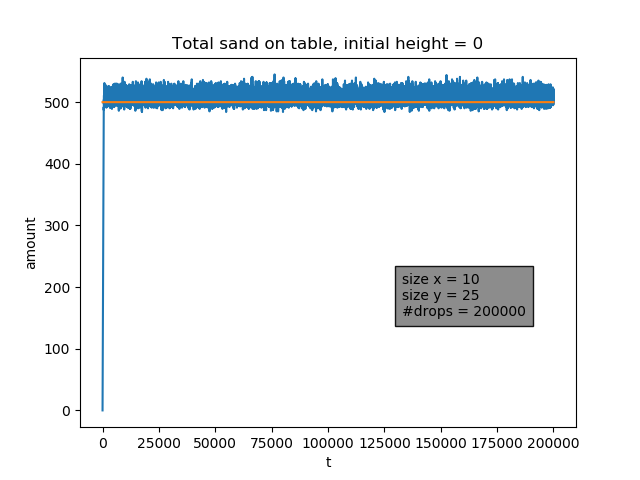 Total sand on table, initial height = 0
amount
500
400
300
200
100
0
size x = 10
size y = 25
#drops = 200000
0 25000 50000 75000 100000 125000 150000 175000 200000
t